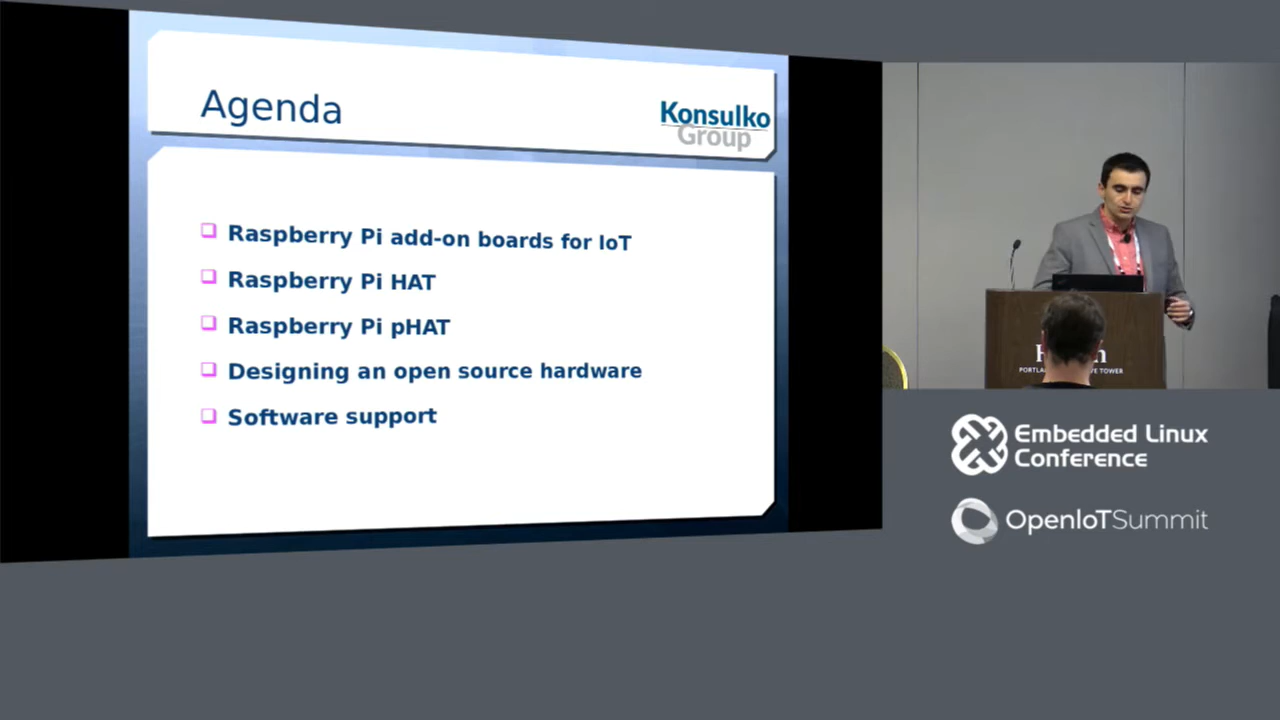 Agenda
Konsulko
Group
Raspberry Pi add-on boards for IoT
Raspberry Pi HAT
Raspberry Pi pHAT
Designing an open source hardware
Software support
Embedded Linux
Conference
OpenIoTSummit